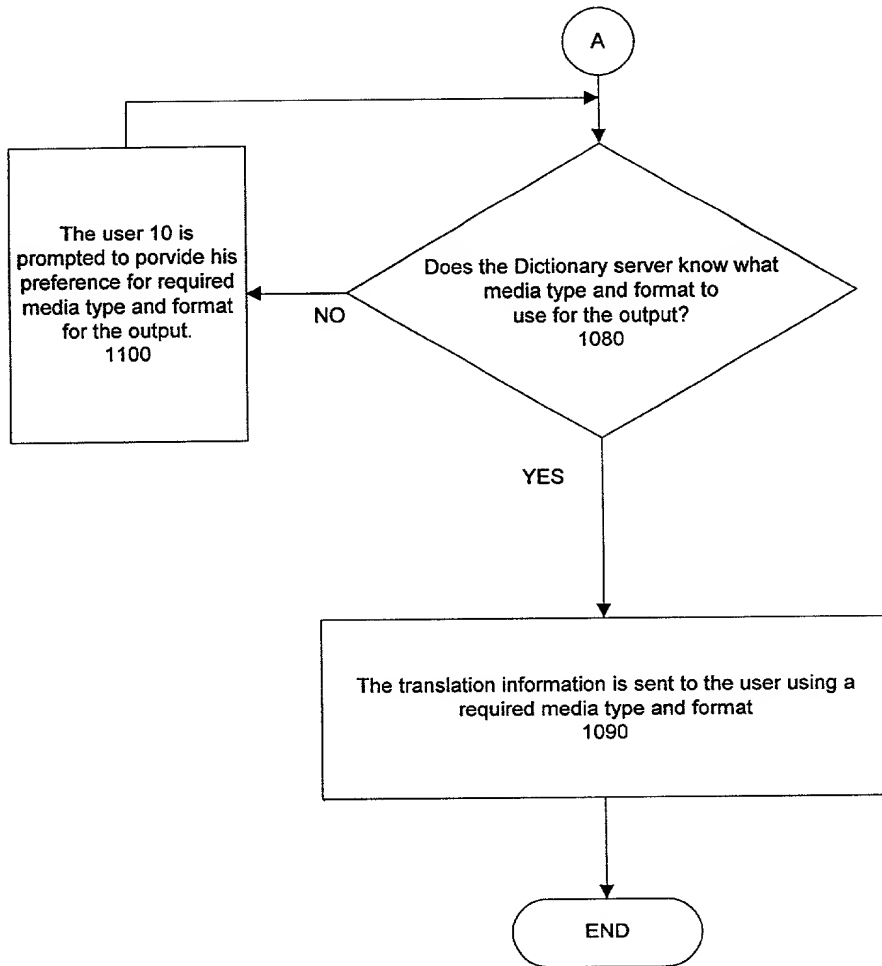 A
The user 10 is
prompted to porvide his
preference for required
media type and format
for the output.
1100
Does the Dictionary server know what
media type and format to
use for the output?
1080
NO
YES
The translation information is sent to the user using a
required media type and format
1090
END